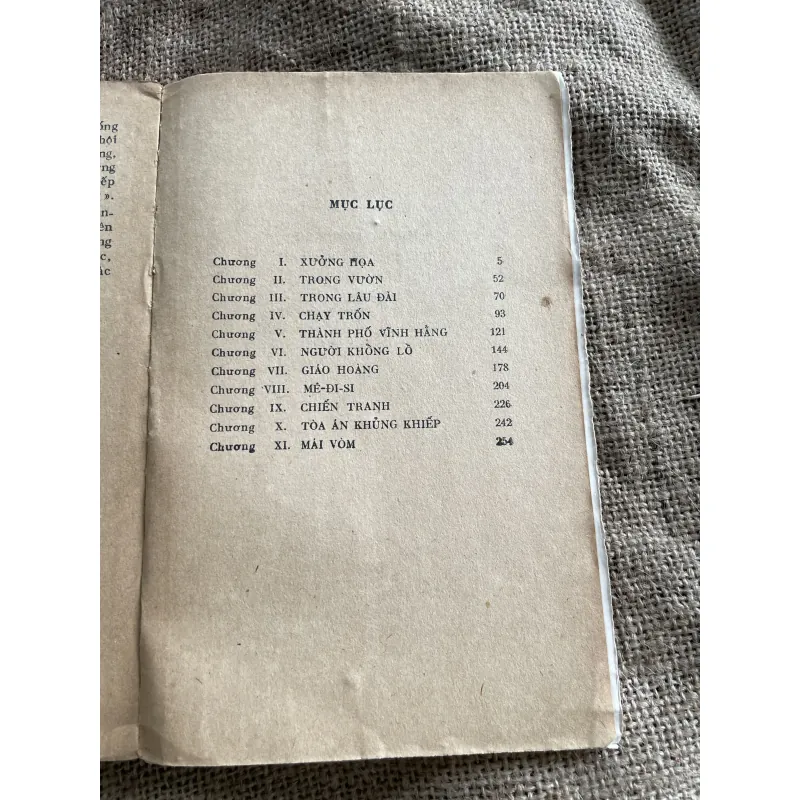 MỤC LỤC
Chương I. XƯỞNG HỌA 5
Chương II. TRONG VƯỜN 52
Chương III. TRONG LÂU ĐÀI 70
Chương IV. CHẠY TRỐN 93
Chương V. THÀNH PHỐ VĨNH HẰNG 121
Chương VI. NGƯỜI KHỒNG LỒ 144
Chương VII. GIÁO HOÀNG 178
Chương VIII. MÊ-ĐI-SI 204
Chương IX. CHIẾN TRANH 226
Chương X. TÒA ÁN KHỦNG KHIẾP 242
Chương XI. MÁI VÒM 254